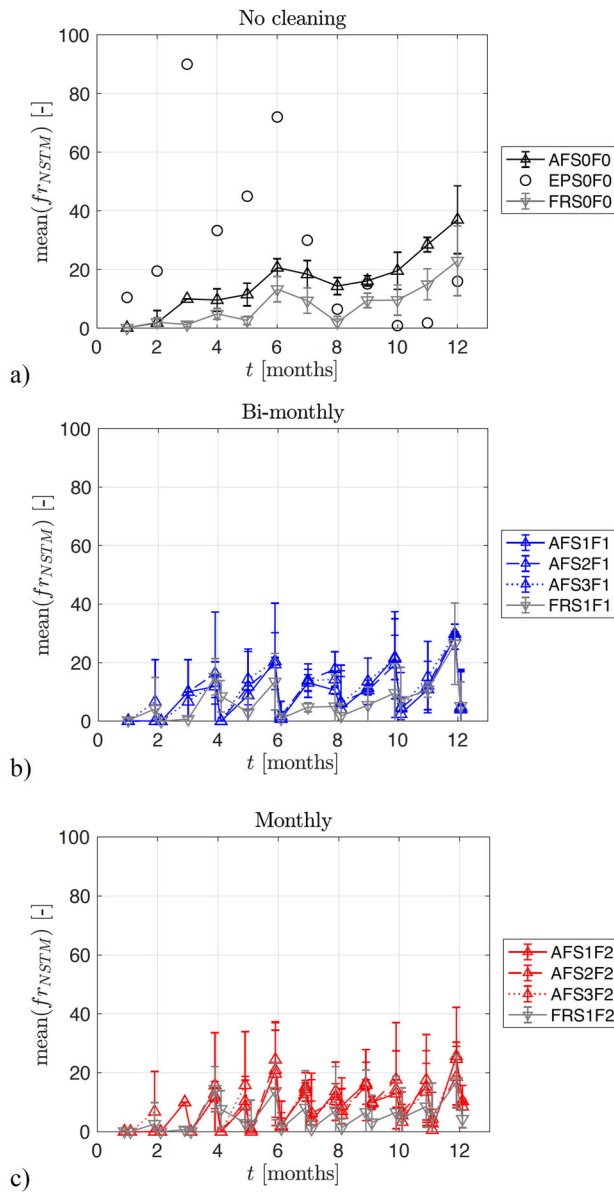 No cleaning
100
80
60
40
20
0
mean(fr_NSTM) [-]
0 2 4 6 8 10 12
t [months]
AFS0F0
EPS0F0
FRS0F0
a)
Bi-monthly
100
80
60
40
20
0
mean(fr_NSTM) [-]
0 2 4 6 8 10 12
t [months]
AFS1F1
AFS2F1
AFS3F1
FRS1F1
b)
Monthly
100
80
60
40
20
0
mean(fr_NSTM) [-]
0 2 4 6 8 10 12
t [months]
AFS1F2
AFS2F2
AFS3F2
FRS1F2
c)